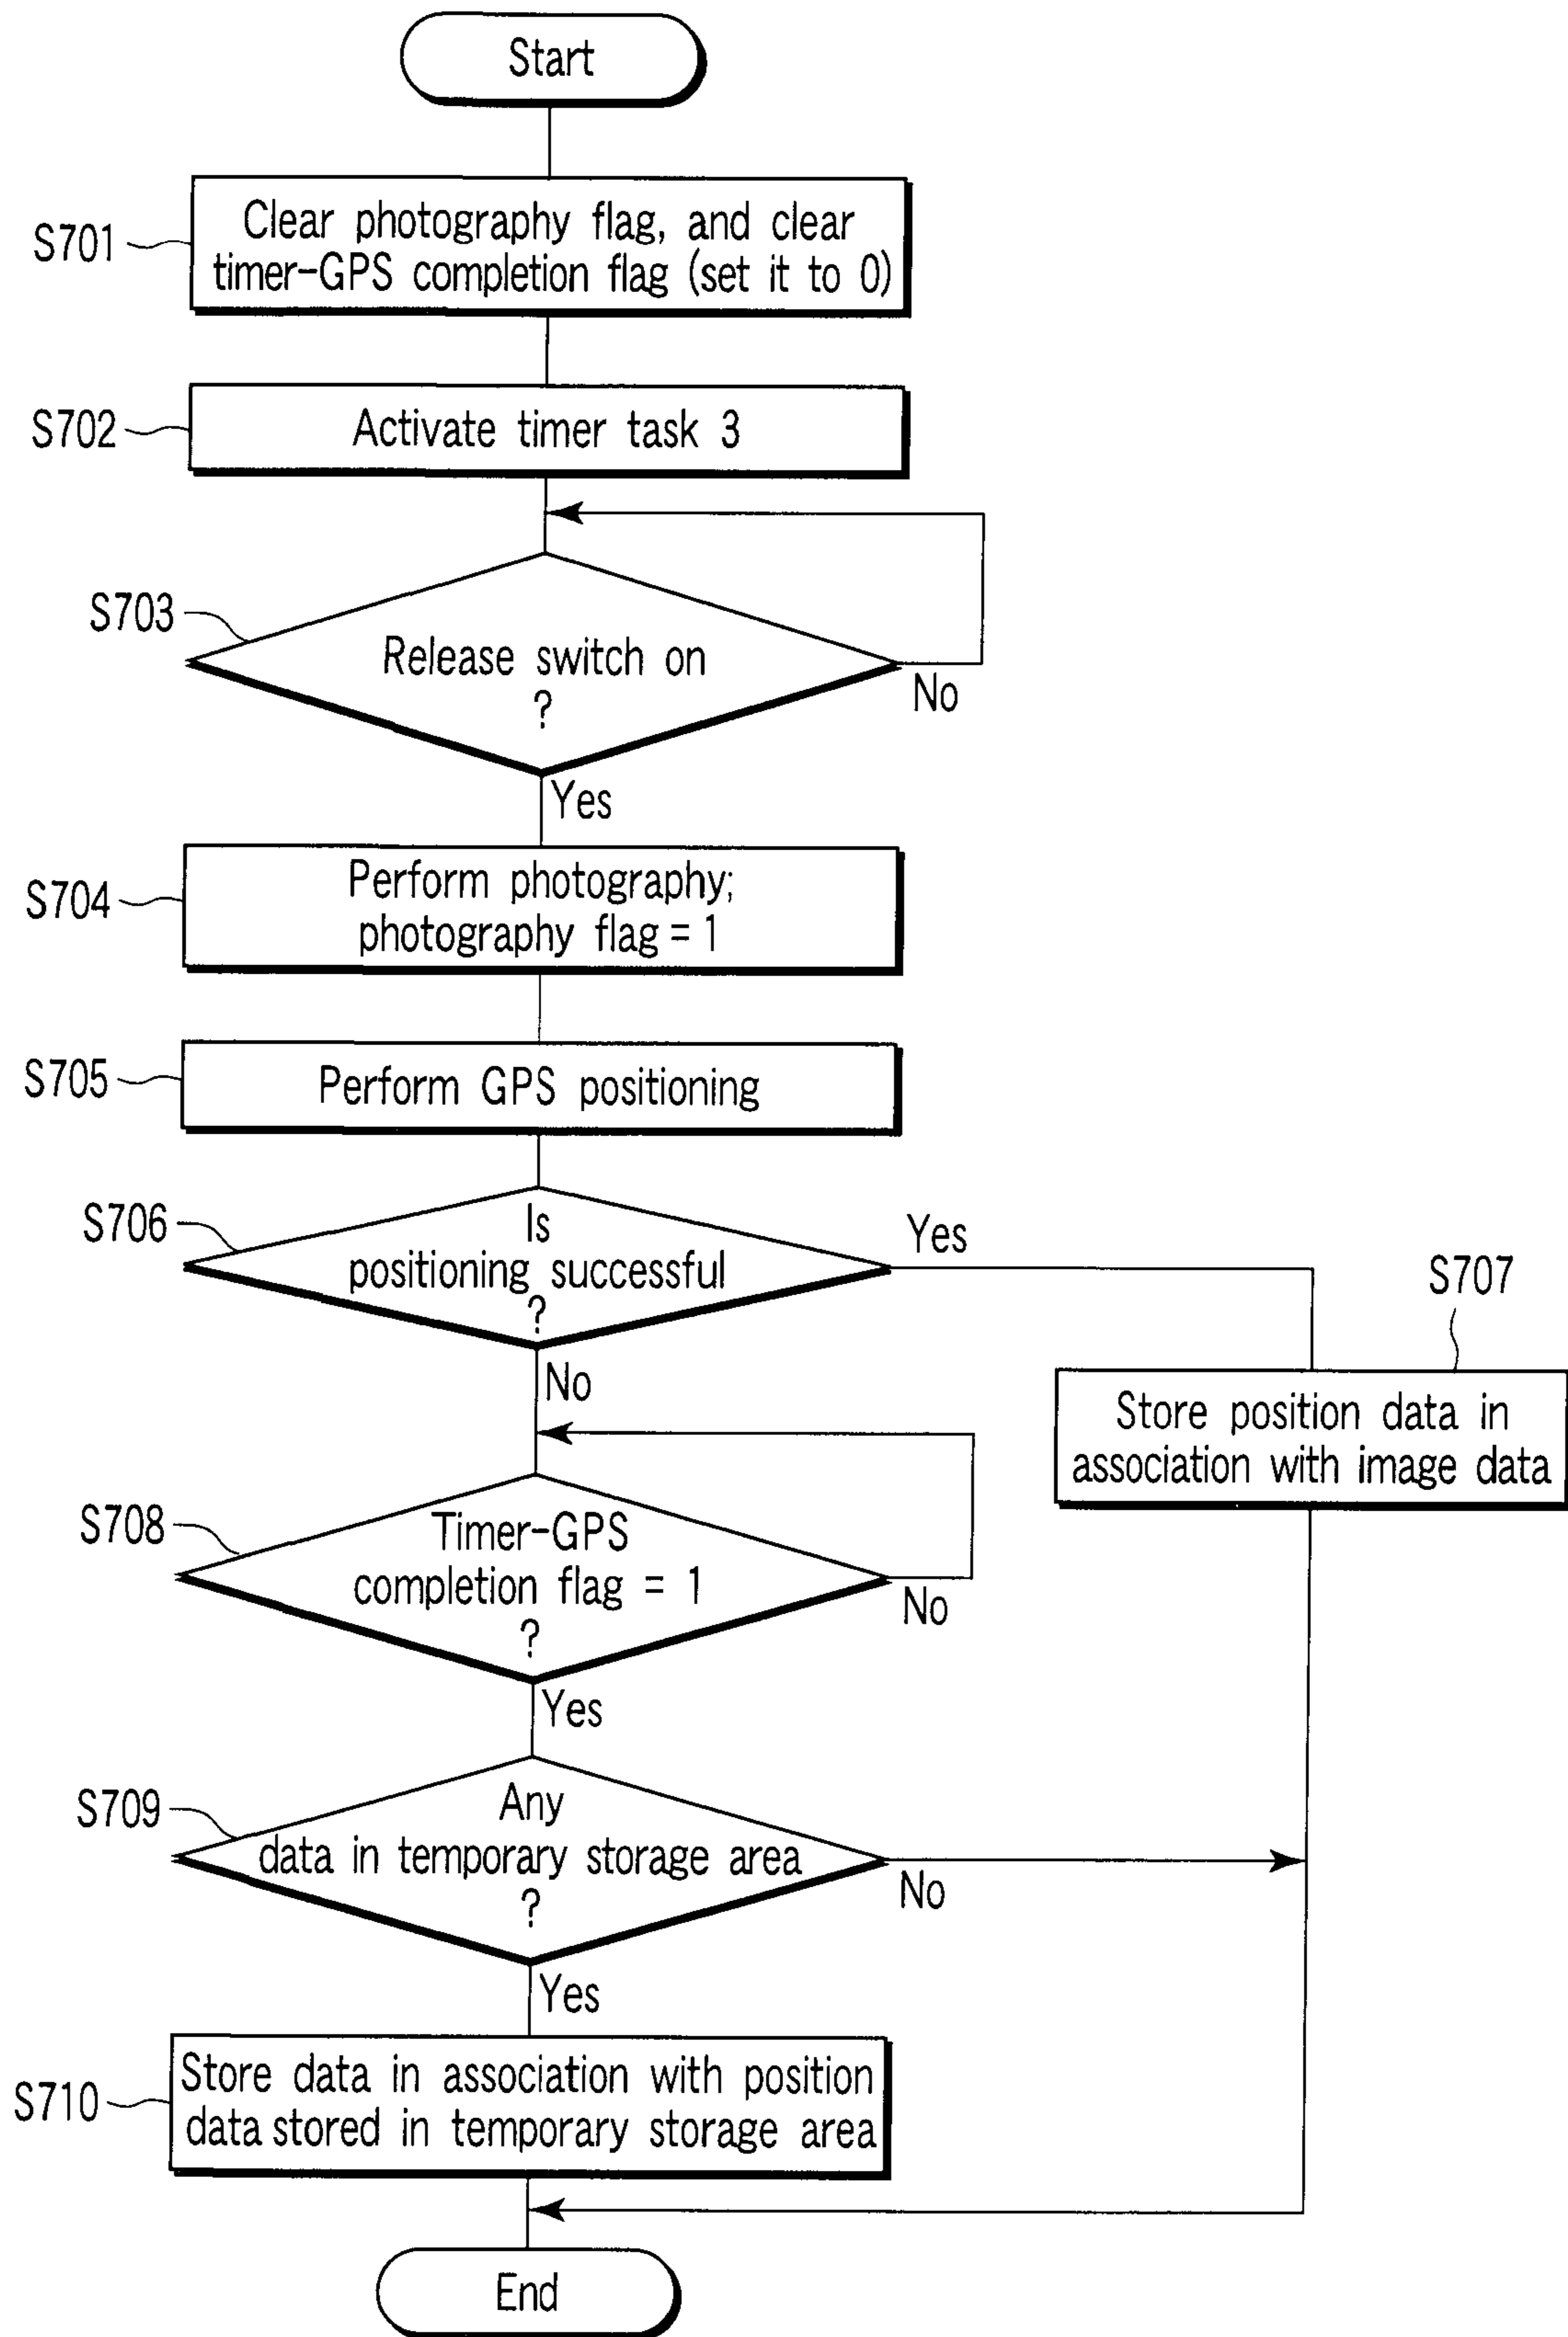 Start
S701
Clear photography flag, and clear
timer-GPS completion flag (set it to 0)
S702
Activate timer task 3
S703
Release switch on
?
No
Yes
S704
Perform photography;
photography flag = 1
S705
Perform GPS positioning
S706
Is
positioning successful
?
Yes
No
S707
Store position data in
association with image data
S708
Timer-GPS
completion flag = 1
?
No
Yes
S709
Any
data in temporary storage area
?
No
Yes
S710
Store data in association with position
data stored in temporary storage area
End